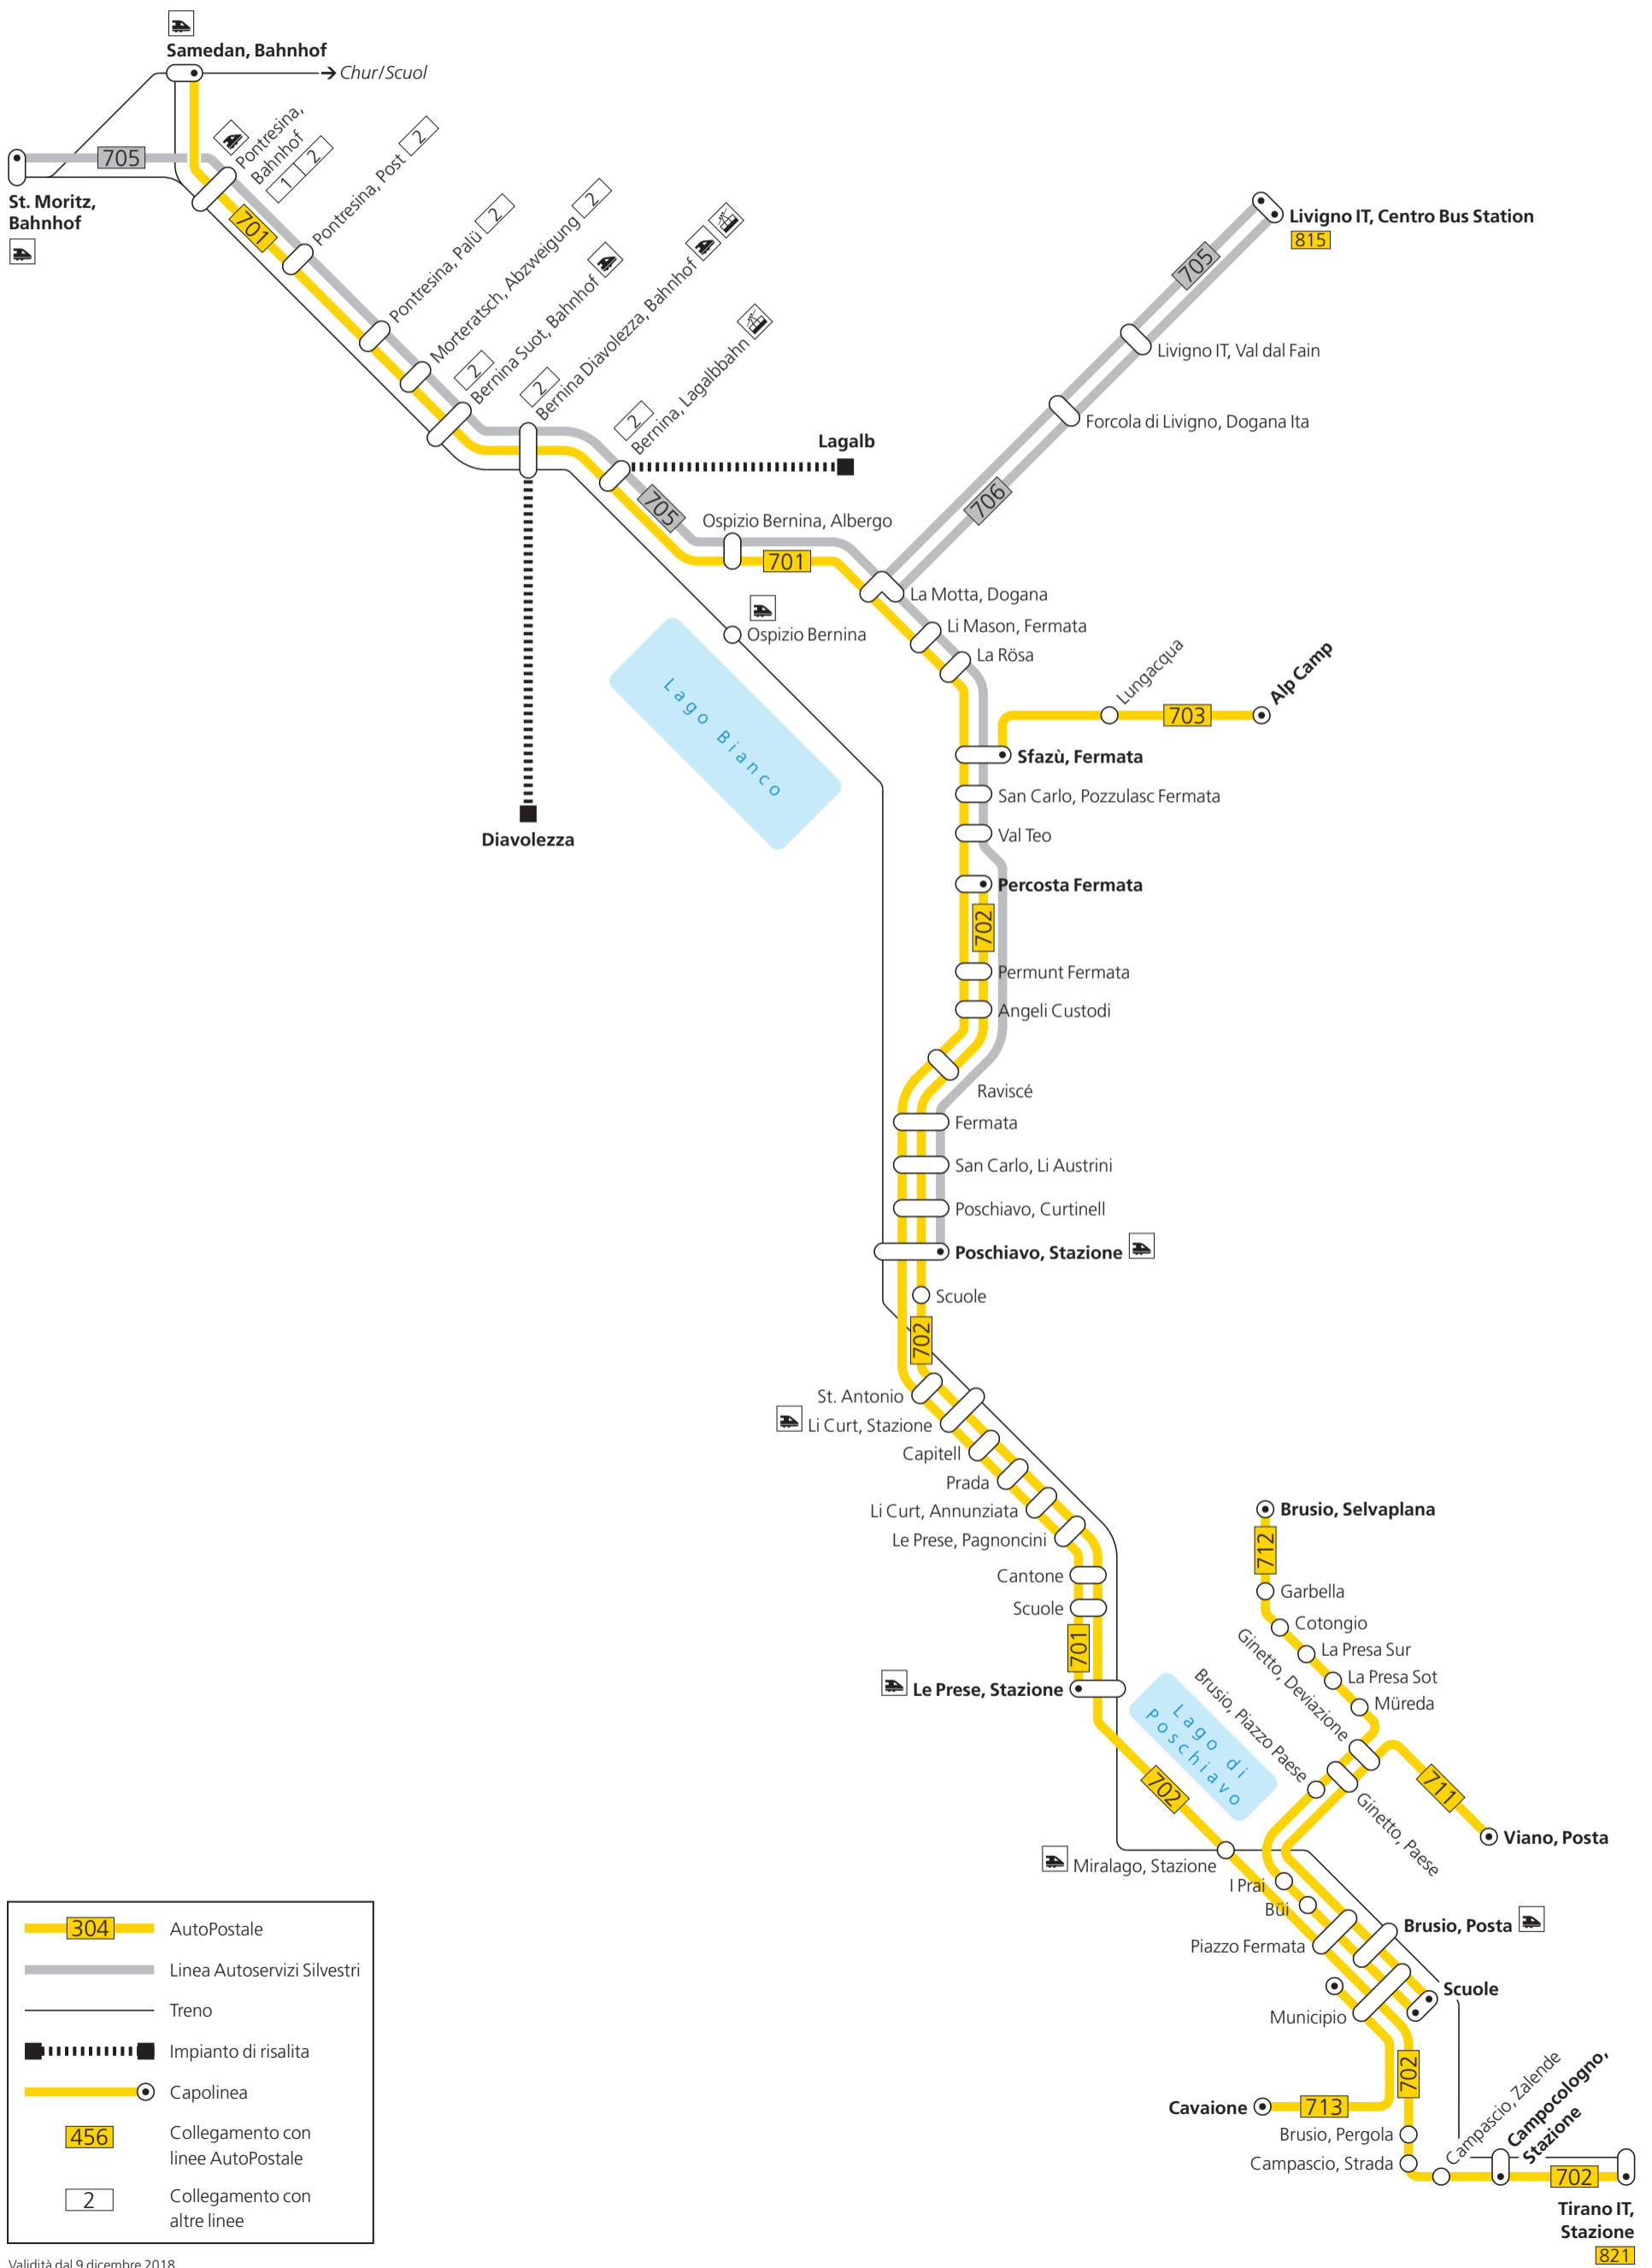 Samedan, Bahnhof
Chur/Scuol
705
St. Moritz,
Bahnhof
Pontresina,
Bahnhof
1 2
701
Pontresina, Post 2
Pontresina, Palü 2
Morteratsch, Abzweigung 2
2 Bernina Suot, Bahnhof
2 Bernina Diavolezza, Bahnhof
2 Bernina, Lagalbbahn
Lagalb
Livigno IT, Centro Bus Station
815
705
Livigno IT, Val dal Fain
Forcola di Livigno, Dogana Ita
706
705
Ospizio Bernina, Albergo
701
La Motta, Dogana
Ospizio Bernina
Li Mason, Fermata
La Rösa
Lago Bianco
Lungacqua
703
Alp Camp
Sfazù, Fermata
San Carlo, Pozzulasc Fermata
Val Teo
Diavolezza
Percosta Fermata
702
Permunt Fermata
Angeli Custodi
Raviscé
Fermata
San Carlo, Li Austrini
Poschiavo, Curtinell
Poschiavo, Stazione
Scuole
702
St. Antonio
Li Curt, Stazione
Capitell
Prada
Li Curt, Annunziata
Le Prese, Pagnoncini
Cantone
Scuole
701
Le Prese, Stazione
Brusio, Selvaplana
712
Garbella
Cotongio
La Presa Sur
La Presa Sot
Müreda
Ginetto, Deviazione
Brusio, Piazzo Paese
Lago di
Poschiavo
702
711
Ginetto, Paese
Viano, Posta
Miralago, Stazione
I Prai
Büi
Piazzo Fermata
Brusio, Posta
Scuole
Municipio
702
Cavaione
713
Brusio, Pergola
Campascio, Strada
Campascio, Zalende
Campocologno,
Stazione
702
Tirano IT,
Stazione
821
304
AutoPostale
Linea Autoservizi Silvestri
Treno
Impianto di risalita
Capolinea
456
Collegamento con
linee AutoPostale
2
Collegamento con
altre linee
Validità dal 9 dicembre 2018